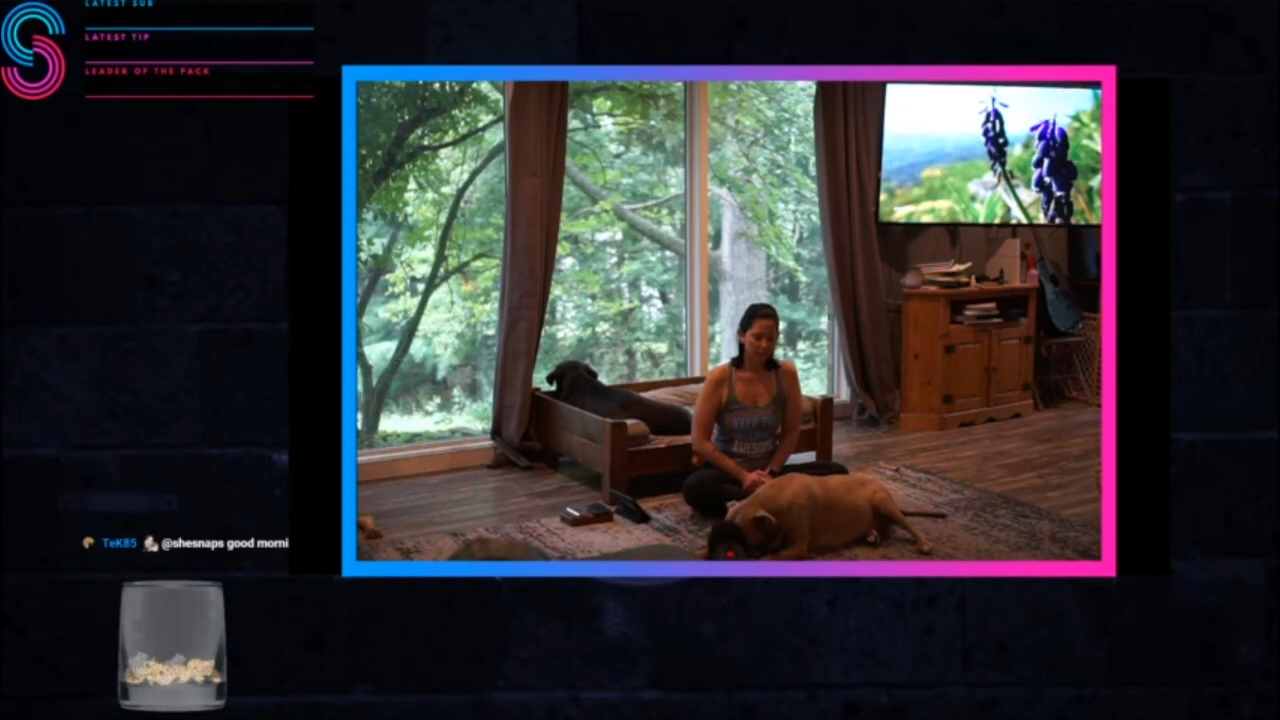 LATEST SUB
LATEST TIP
LEADER OF THE PACK
TeK85 @shesnaps good morni